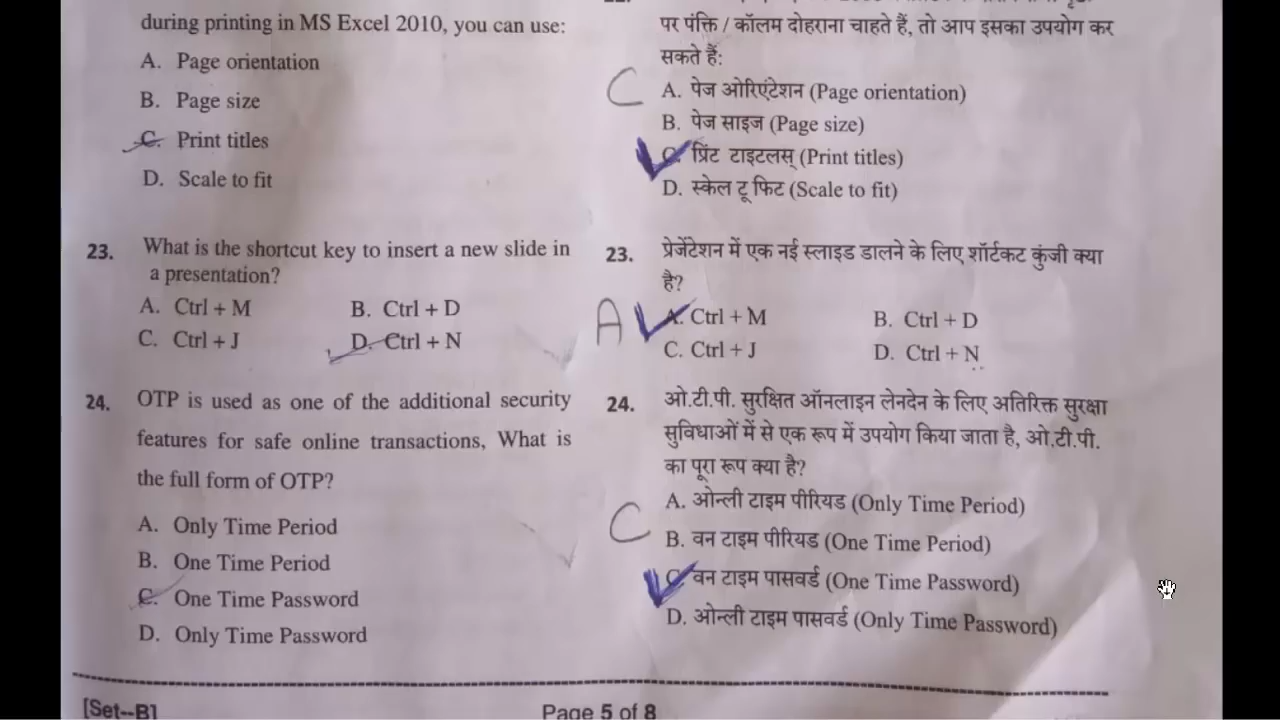 during printing in MS Excel 2010, you can use:
A. Page orientation
B. Page size
C. Print titles
D. Scale to fit
23. What is the shortcut key to insert a new slide in
a presentation?
A. Ctrl + M B. Ctrl + D
C. Ctrl + J D. Ctrl + N
24. OTP is used as one of the additional security
features for safe online transactions, What is
the full form of OTP?
A. Only Time Period
B. One Time Period
C. One Time Password
D. Only Time Password
पर पंक्ति / कॉलम दोहराना चाहते हैं, तो आप इसका उपयोग कर
सकते हैं:
C
A. पेज ओरिएंटेशन (Page orientation)
B. पेज साइज (Page size)
C. प्रिंट टाइटलस् (Print titles)
D. स्केल टू फिट (Scale to fit)
23. प्रेजेंटेशन में एक नई स्लाइड डालने के लिए शॉर्टकट कुंजी क्या
है?
A
A. Ctrl + M B. Ctrl + D
C. Ctrl + J D. Ctrl + N
24. ओ.टी.पी. सुरक्षित ऑनलाइन लेनदेन के लिए अतिरिक्त सुरक्षा
सुविधाओं में से एक रूप में उपयोग किया जाता है, ओ.टी.पी.
का पूरा रूप क्या है?
A. ओन्ली टाइम पीरियड (Only Time Period)
C
B. वन टाइम पीरियड (One Time Period)
C. वन टाइम पासवर्ड (One Time Password)
D. ओन्ली टाइम पासवर्ड (Only Time Password)
[Set--B] Page 5 of 8